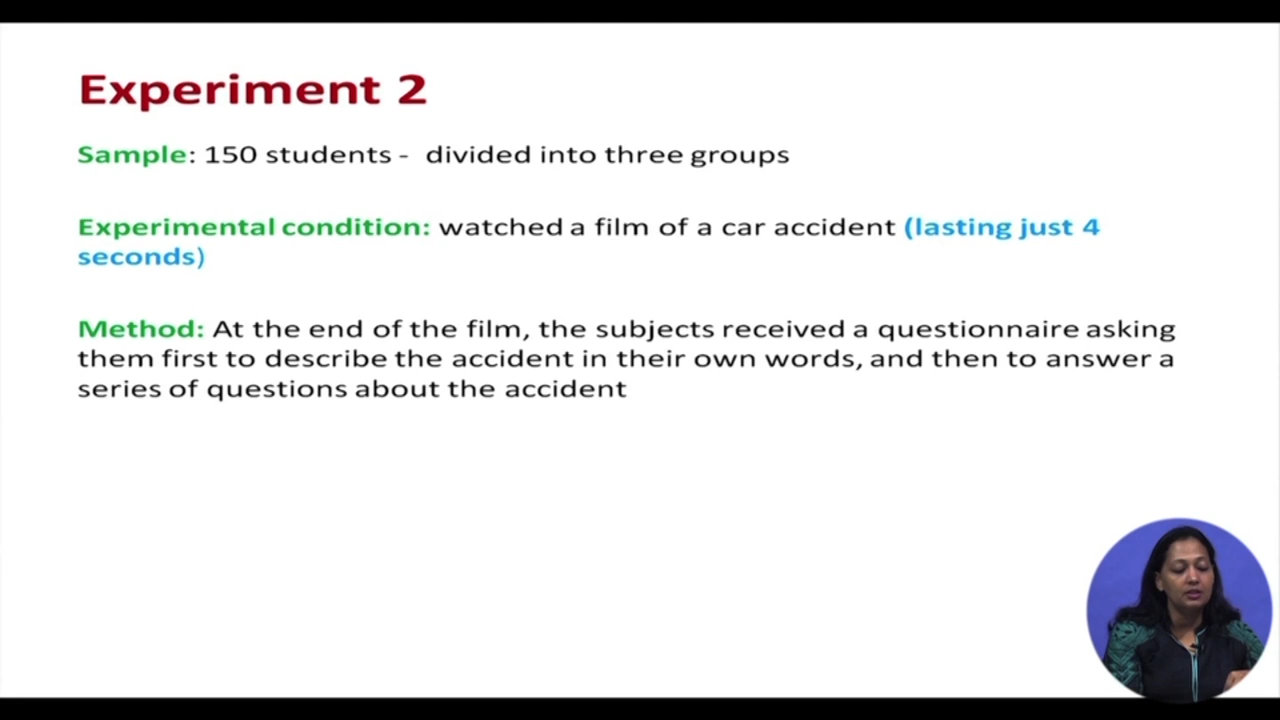 Experiment 2
Sample: 150 students - divided into three groups
Experimental condition: watched a film of a car accident (lasting just 4
seconds)
Method: At the end of the film, the subjects received a questionnaire asking
them first to describe the accident in their own words, and then to answer a
series of questions about the accident